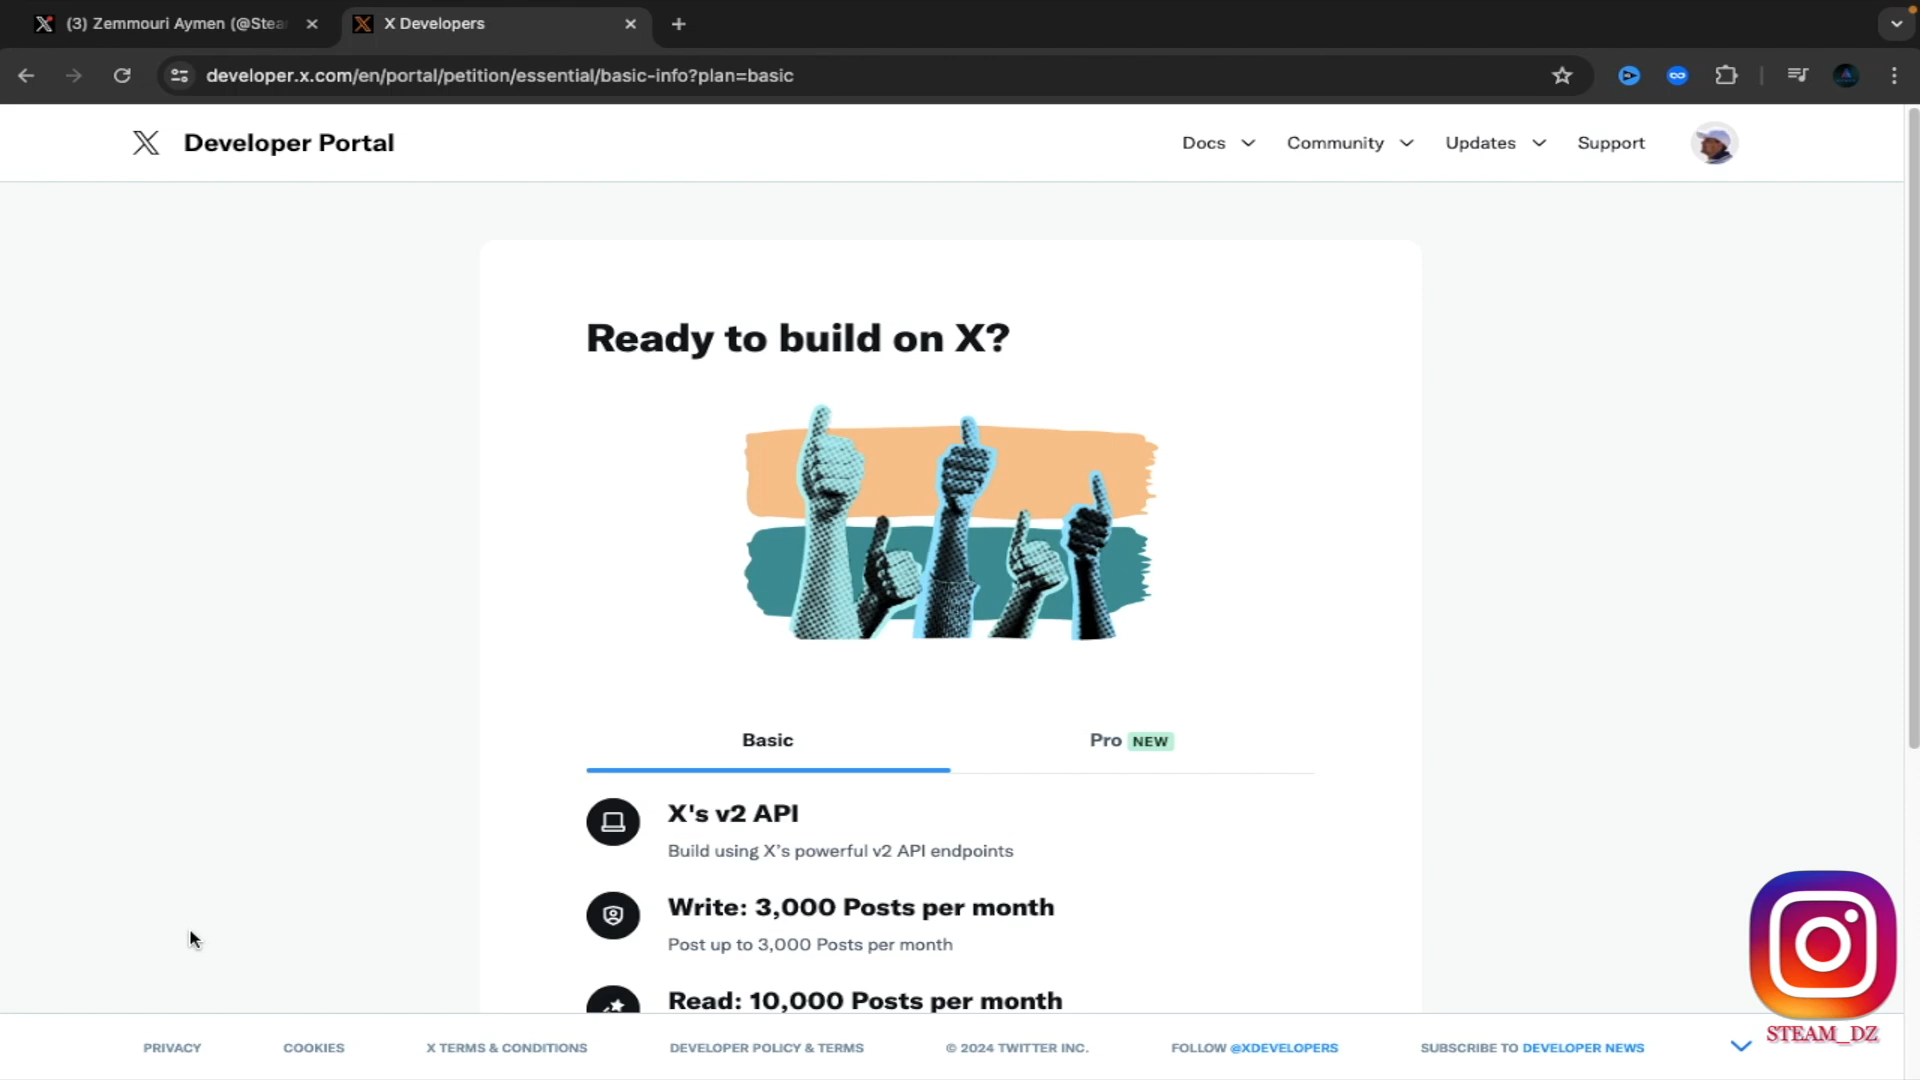 (3) Zemmouri Aymen (@Stea
X Developers
developer.x.com/en/portal/petition/essential/basic-info?plan=basic
Developer Portal
Docs
Community
Updates
Support
Ready to build on X?
Basic
Pro NEW
X's v2 API
Build using X’s powerful v2 API endpoints
Write: 3,000 Posts per month
Post up to 3,000 Posts per month
Read: 10,000 Posts per month
STEAM_DZ
PRIVACY
COOKIES
X TERMS & CONDITIONS
DEVELOPER POLICY & TERMS
© 2024 TWITTER INC.
FOLLOW @XDEVELOPERS
SUBSCRIBE TO DEVELOPER NEWS